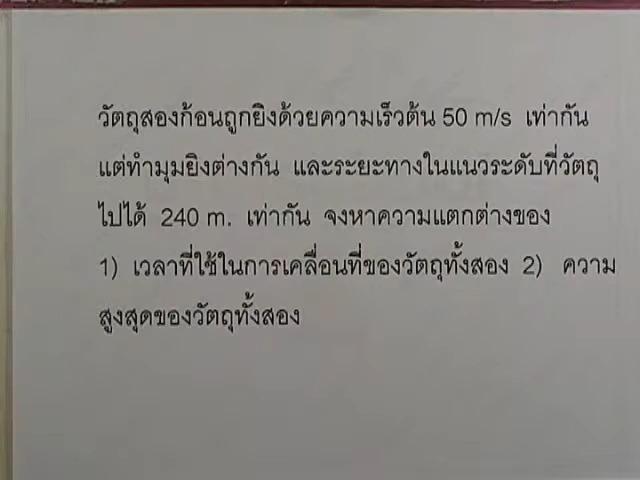 วัตถุสองก้อนถูกยิงด้วยความเร็วต้น 50 m/s เท่ากัน
แต่ทำมุมยิงต่างกัน และระยะทางในแนวระดับที่วัตถุ
ไปได้ 240 m. เท่ากัน จงหาความแตกต่างของ
1) เวลาที่ใช้ในการเคลื่อนที่ของวัตถุทั้งสอง 2) ความ
สูงสุดของวัตถุทั้งสอง